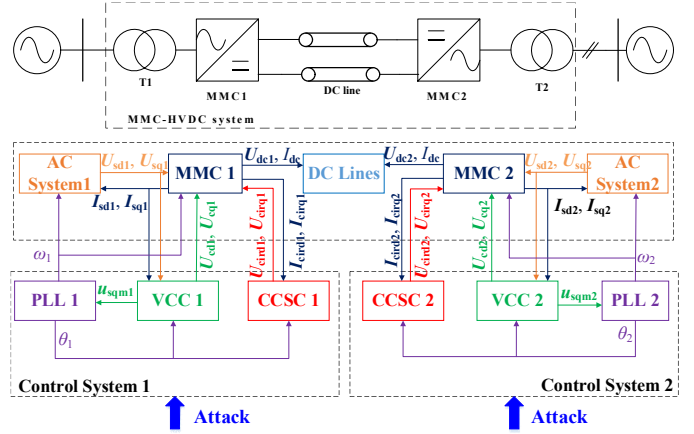 T1
MMC1
DC line
MMC2
T2
MMC-HVDC system
AC System1
Usd1, Usq1
MMC 1
Udc1, Idc
DC Lines
Udc2, Idc
MMC 2
Usd2, Usq2
AC System2
Isd1, Isq1
Isd2, Isq2
Ucd1, Ucq1
Ucird1, Ucirq1
Icird1, Icirq1
Icird2, Icirq2
Ucird2, Ucirq2
Ucd2, Ucq2
ω1
ω2
PLL 1
usqm1
VCC 1
CCSC 1
CCSC 2
VCC 2
usqm2
PLL 2
θ1
θ2
Control System 1
Control System 2
Attack
Attack